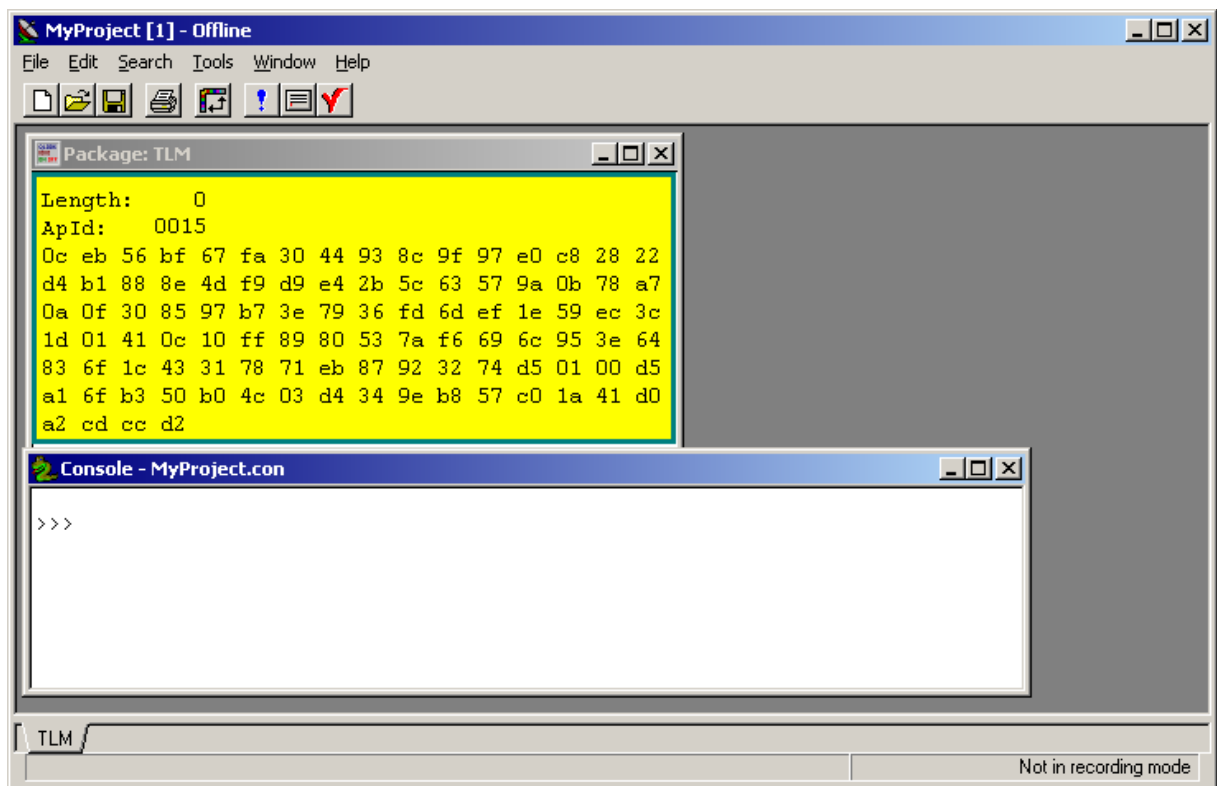 MyProject [1] - Offline
File Edit Search Tools Window Help
Package: TLM
Length: 0
ApId: 0015
0c eb 56 bf 67 fa 30 44 93 8c 9f 97 e0 c8 28 22
d4 b1 88 8e 4d f9 d9 e4 2b 5c 63 57 9a 0b 78 a7
0a 0f 30 85 97 b7 3e 79 36 fd 6d ef 1e 59 ec 3c
1d 01 41 0c 10 ff 89 80 53 7a f6 69 6c 95 3e 64
83 6f 1c 43 31 78 71 eb 87 92 32 74 d5 01 00 d5
a1 6f b3 50 b0 4c 03 d4 34 9e b8 57 c0 1a 41 d0
a2 cd cc d2
Console - MyProject.con
>>>
TLM
Not in recording mode